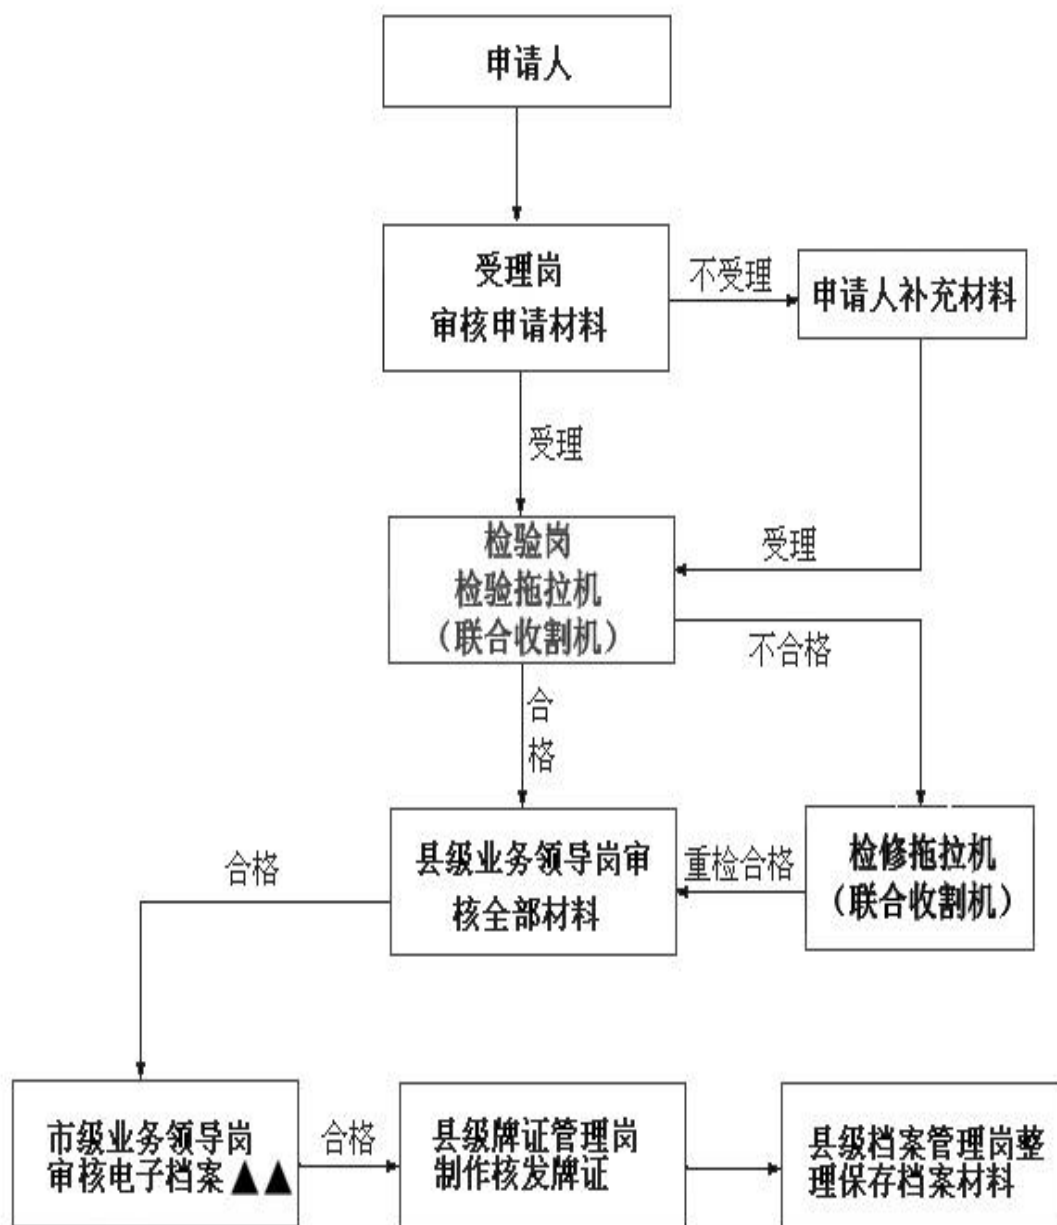 申请人
受理岗
审核申请材料
不受理
申请人补充材料
受理
检验岗
检验拖拉机
（联合收割机）
受理
不合格
合
格
县级业务领导岗审
核全部材料
重检合格
检修拖拉机
（联合收割机）
合格
市级业务领导岗
审核电子档案▲▲
合格
县级牌证管理岗
制作核发牌证
县级档案管理岗整
理保存档案材料